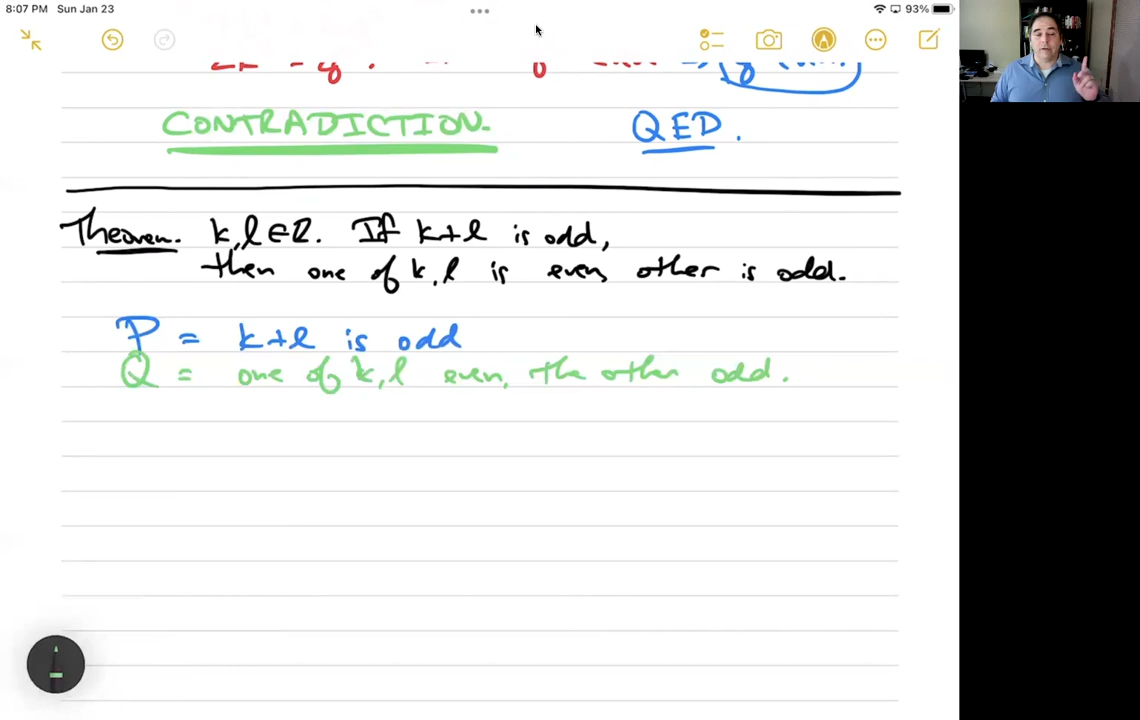 8:07 PM Sun Jan 23
93%
CONTRADICTION. QED.
Theorem. k, l ∈ Z. If k+l is odd,
then one of k, l is even, other is odd.
P = k+l is odd
Q = one of k, l even, the other odd.